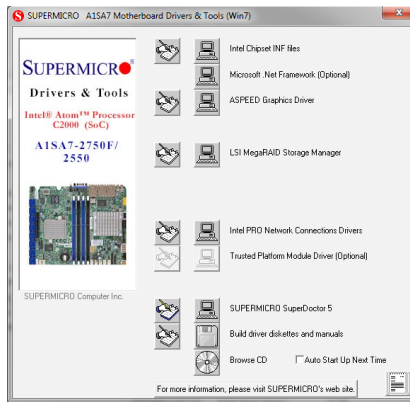 SUPERMICRO A1SA7 Motherboard Drivers & Tools (Win7)
SUPERMICRO
Drivers & Tools
Intel® Atom™ Processor
C2000 (SoC)
A1SA7-2750F/
2550
SUPERMICRO Computer Inc.
Intel Chipset INF files
Microsoft .Net Framework (Optional)
ASPEED Graphics Driver
LSI MegaRAID Storage Manager
Intel PRO Network Connections Drivers
Trusted Platform Module Driver (Optional)
SUPERMICRO SuperDoctor 5
Build driver diskettes and manuals
Browse CD
Auto Start Up Next Time
For more information, please visit SUPERMICRO's web site.